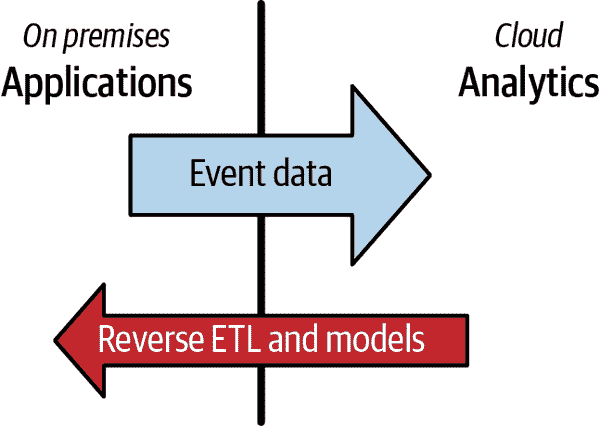 On premises
Applications
Cloud
Analytics
Event data
Reverse ETL and models